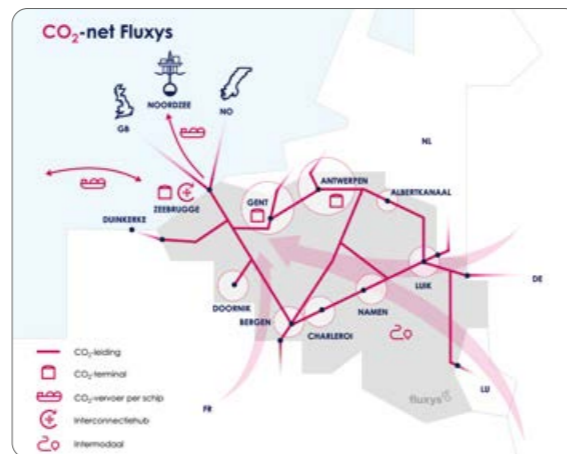 CO₂-net Fluxys
NOORDZEE
GB
NO
NL
ANTWERPEN
ALBERTKANAAL
GENT
ZEEBRUGGE
DUINKERKE
DE
LUIK
DOORNIK
NAMEN
BERGEN
CHARLEROI
LU
FR
fluxys
CO₂-leiding
CO₂-terminal
CO₂-vervoer per schip
Interconnectiehub
Intermodaal